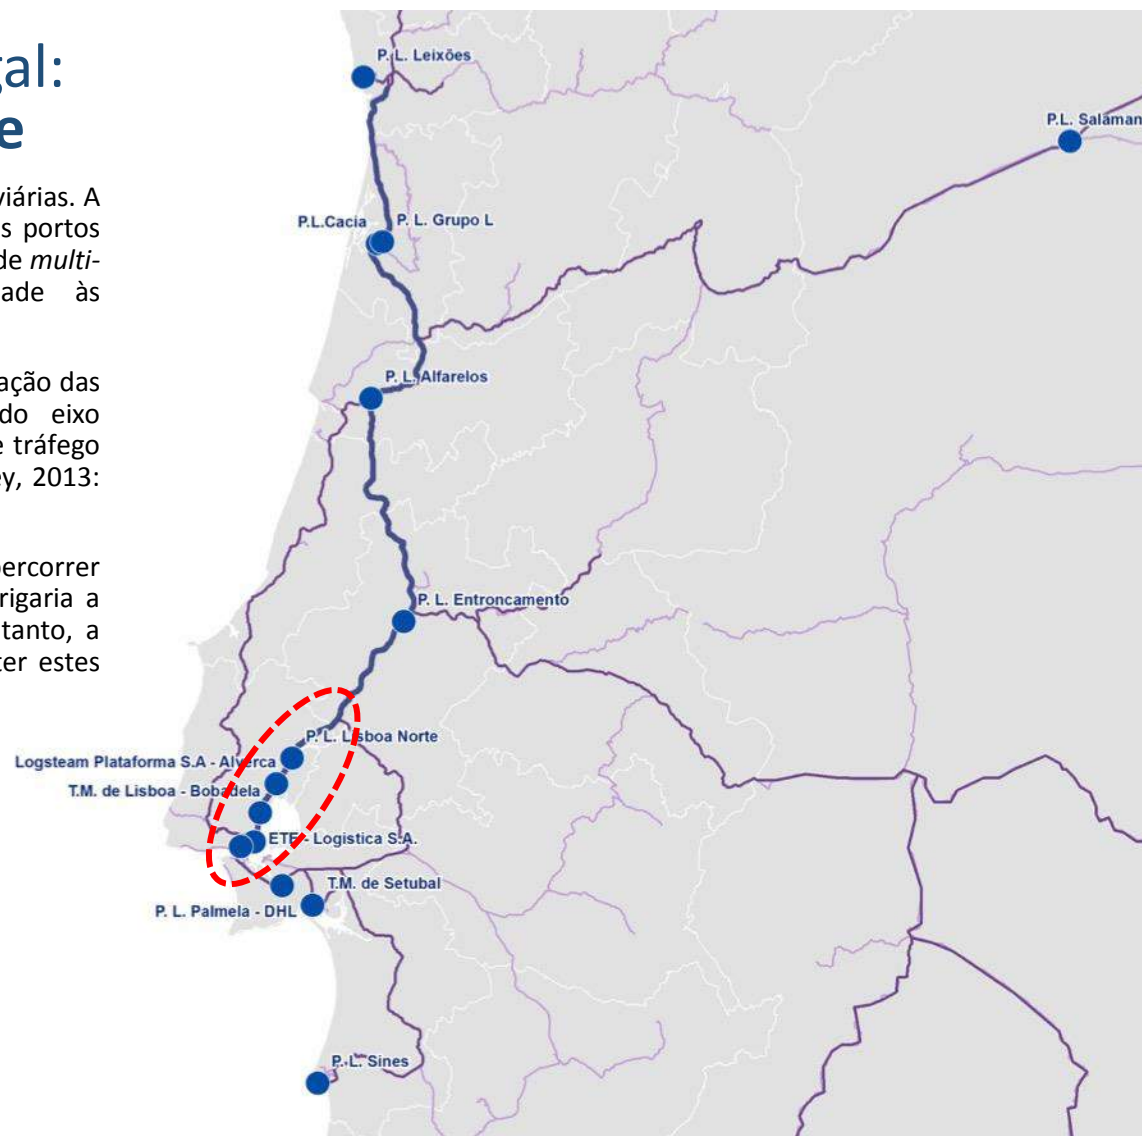 gal:
e
viárias. A
s portos
de multi-
ade às
ação das
do eixo
e tráfego
ey, 2013:
percorrer
rigaria a
tanto, a
ter estes
P. L. Leixões
P.L. Salaman
P.L.Cacia
P. L. Grupo L
P. L. Alfarelos
P. L. Entroncamento
P. L. Lisboa Norte
Logsteam Plataforma S.A - Alverca
T.M. de Lisboa - Bobadela
ETE - Logistica S.A.
T.M. de Setubal
P. L. Palmela - DHL
P. L. Sines